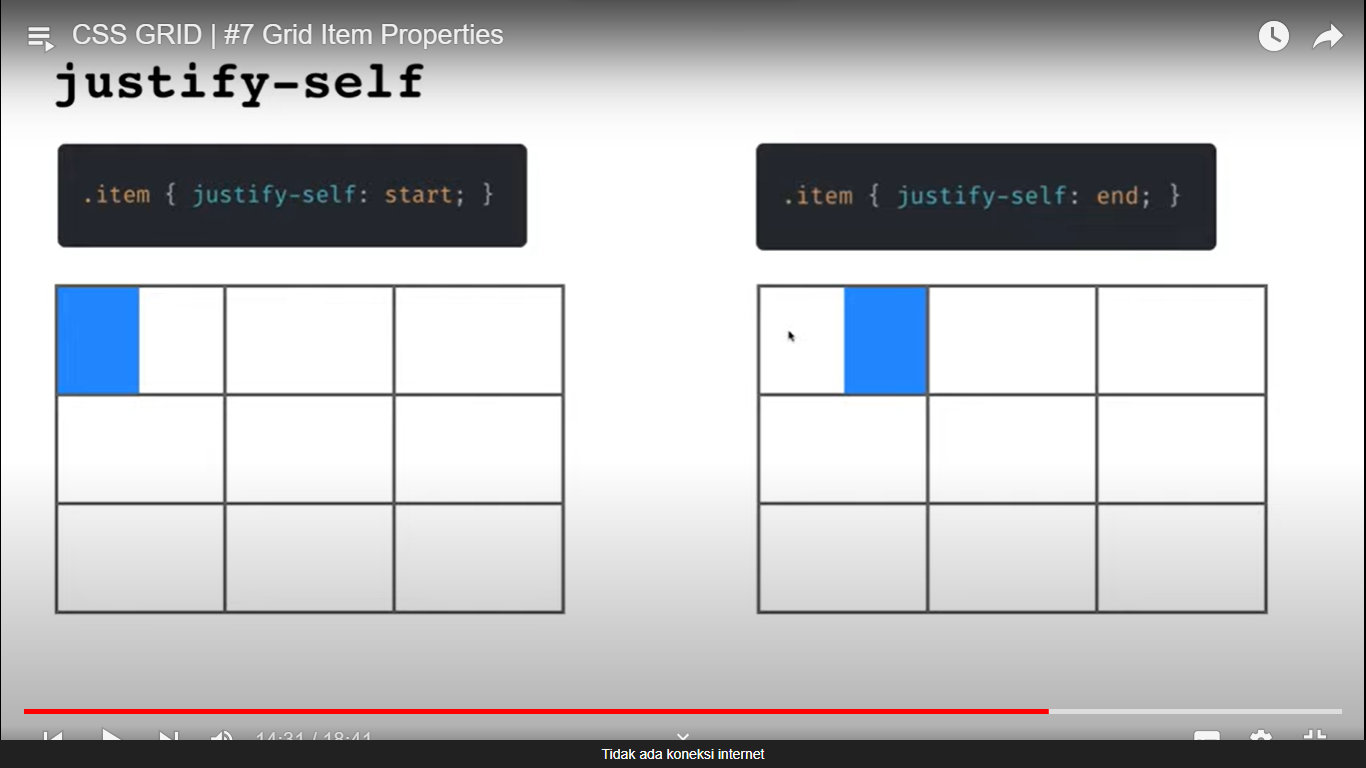 CSS GRID | #7 Grid Item Properties
justify-self
.item { justify-self: start; }
.item { justify-self: end; }
14:31 / 18:41
Tidak ada koneksi internet